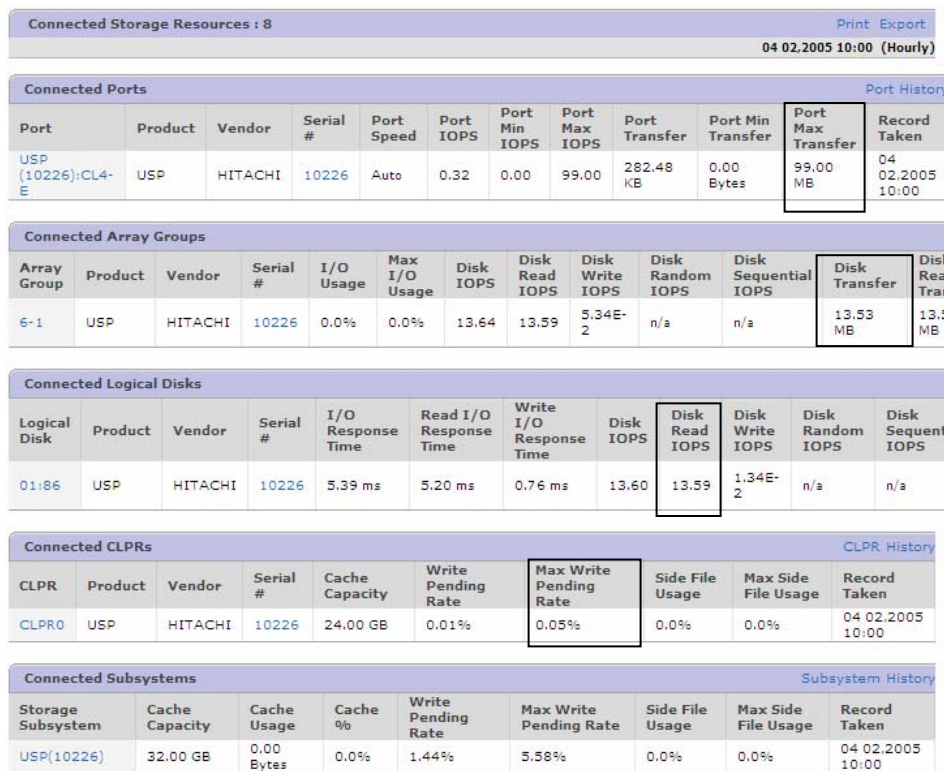 Connected Storage Resources : 8 Print Export
04 02,2005 10:00 (Hourly)
Connected Ports Port History
Port Product Vendor Serial # Port Speed Port IOPS Port Min IOPS Port Max IOPS Port Transfer Port Min Transfer Port Max Transfer Record Taken
USP (10226):CL4-E USP HITACHI 10226 Auto 0.32 0.00 99.00 282.48 KB 0.00 Bytes 99.00 MB 04 02,2005 10:00
Connected Array Groups
Array Group Product Vendor Serial # I/O Usage Max I/O Usage Disk IOPS Disk Read IOPS Disk Write IOPS Disk Random IOPS Disk Sequential IOPS Disk Transfer
6-1 USP HITACHI 10226 0.0% 0.0% 13.64 13.59 5.34E-2 n/a n/a 13.53 MB MB
Connected Logical Disks
Logical Disk Product Vendor Serial # I/O Response Time Read I/O Response Time Write I/O Response Time Disk IOPS Disk Read IOPS Disk Write IOPS Disk Random IOPS Disk Sequent IOPS
01:86 USP HITACHI 10226 5.39 ms 5.20 ms 0.76 ms 13.60 13.59 1.34E-2 n/a n/a
Connected CLPRs CLPR History
CLPR Product Vendor Serial # Cache Capacity Write Pending Rate Max Write Pending Rate Side File Usage Max Side File Usage Record Taken
CLPR0 USP HITACHI 10226 24.00 GB 0.01% 0.05% 0.0% 0.0% 04 02,2005 10:00
Connected Subsystems Subsystem History
Storage Subsystem Cache Capacity Cache Usage Cache % Write Pending Rate Max Write Pending Rate Side File Usage Max Side File Usage Record Taken
USP(10226) 32.00 GB 0.00 Bytes 0.0% 1.44% 5.58% 0.0% 0.0% 04 02,2005 10:00